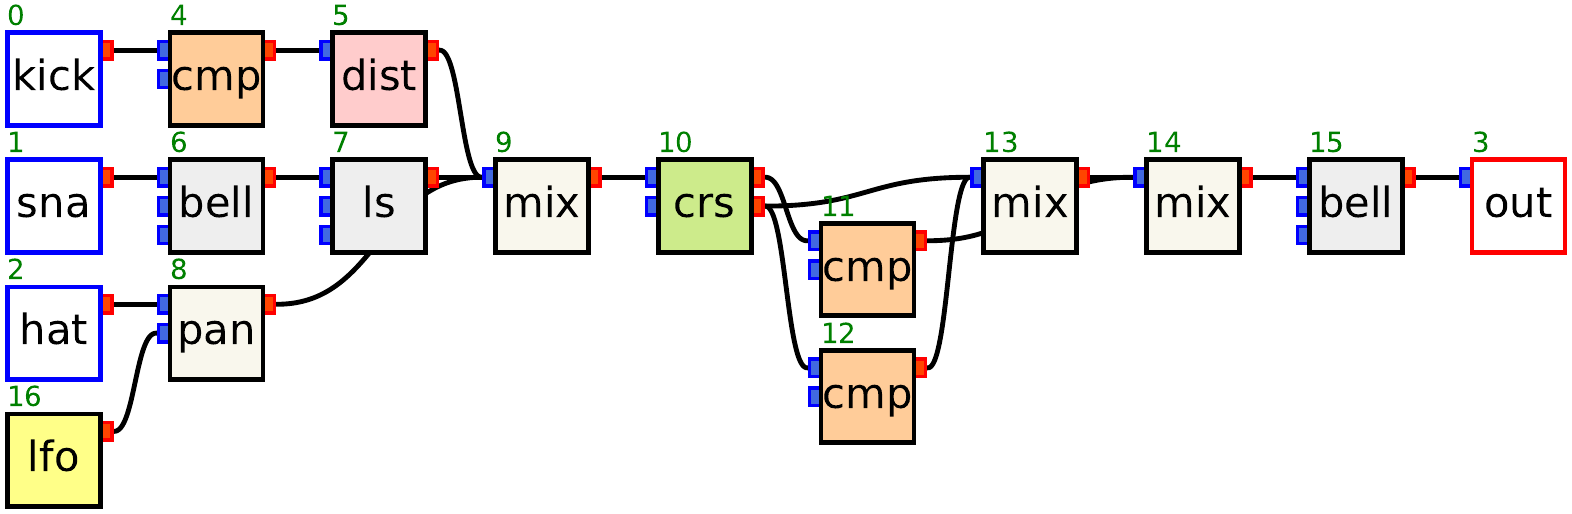 0 4 5
kick cmp dist
1 6 7 9 10 13 14 15 3
sna bell ls mix crs mix mix bell out
11
cmp
2 8
hat pan
12
cmp
16
lfo